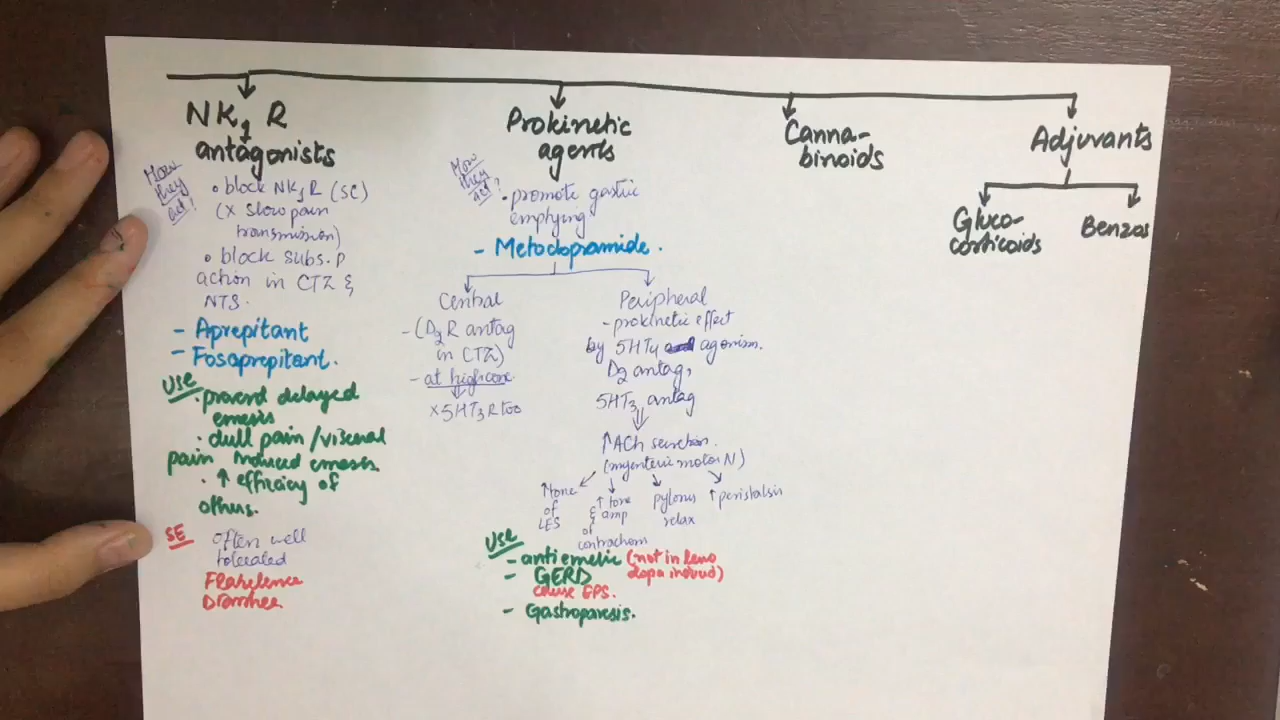 NK1 R
antagonists
How
they
act?
• block NK1R (SC)
(x slow pain
transmission)
• block subs. P
action in CTZ &
NTS.
- Aprepitant
- Fosaprepitant.
Use
• prevent delayed
emesis
• dull pain / visceral
pain induced emesis
• ↑ efficacy of
others.
SE
often well
tolerated
Flatulence
Diarrhea
Prokinetic
agents
How
they
act?
• promote gastric
emptying
- Metoclopramide.
Central
- (D2R antag
in CTZ)
- at high conc
x 5HT3R too
Peripheral
- prokinetic effect
by 5HT4 agonism.
D2 antag,
5HT3 antag
↑ACh secretion.
(myenteric motor N)
↑tone
of
LES
↑ tone
& amp
of
contractions
pylorus
relax
↑ peristalsis
Use
- antiemetic (not in levo
dopa induced)
- GERD
cause EPS.
- Gastroparesis.
Canna-
binoids
Adjuvants
Gluco-
corticoids
Benzos